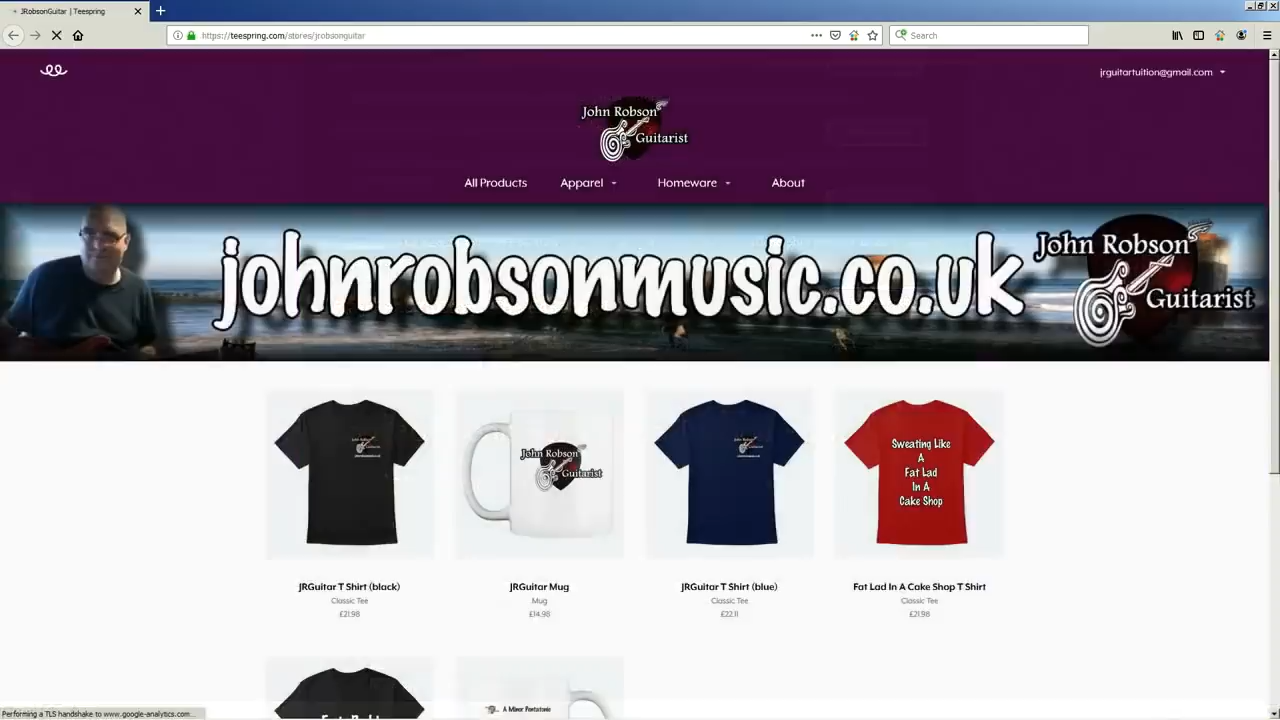 JRobsonGuitar | Teespring
https://teespring.com/stores/jrobsonguitar
Search
jrguitartuition@gmail.com
John Robson
Guitarist
All Products
Apparel
Homeware
About
johnrobsonmusic.co.uk
John Robson
Guitarist
John Robson
Guitarist
Sweating Like
A
Fat Lad
In A
Cake Shop
JRGuitar T Shirt (black)
Classic Tee
£21.98
JRGuitar Mug
Mug
£14.98
JRGuitar T Shirt (blue)
Classic Tee
£22.11
Fat Lad In A Cake Shop T Shirt
Classic Tee
£21.98
A Minor Pentatonic
Performing a TLS handshake to www.google-analytics.com...